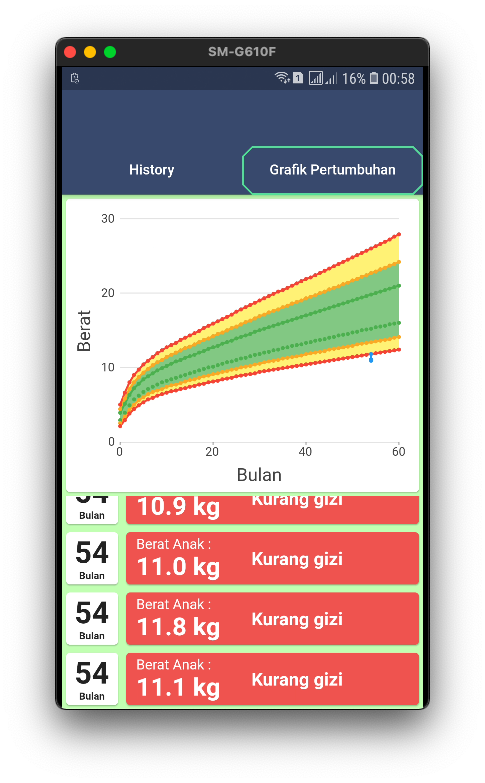 SM-G610F
1 16% 00:58
History Grafik Pertumbuhan
30
20
10
0
Berat
0 20 40 60
Bulan
54 10.9 kg Kurang gizi
Bulan
Berat Anak :
54 11.0 kg Kurang gizi
Bulan
Berat Anak :
54 11.8 kg Kurang gizi
Bulan
Berat Anak :
54 11.1 kg Kurang gizi
Bulan